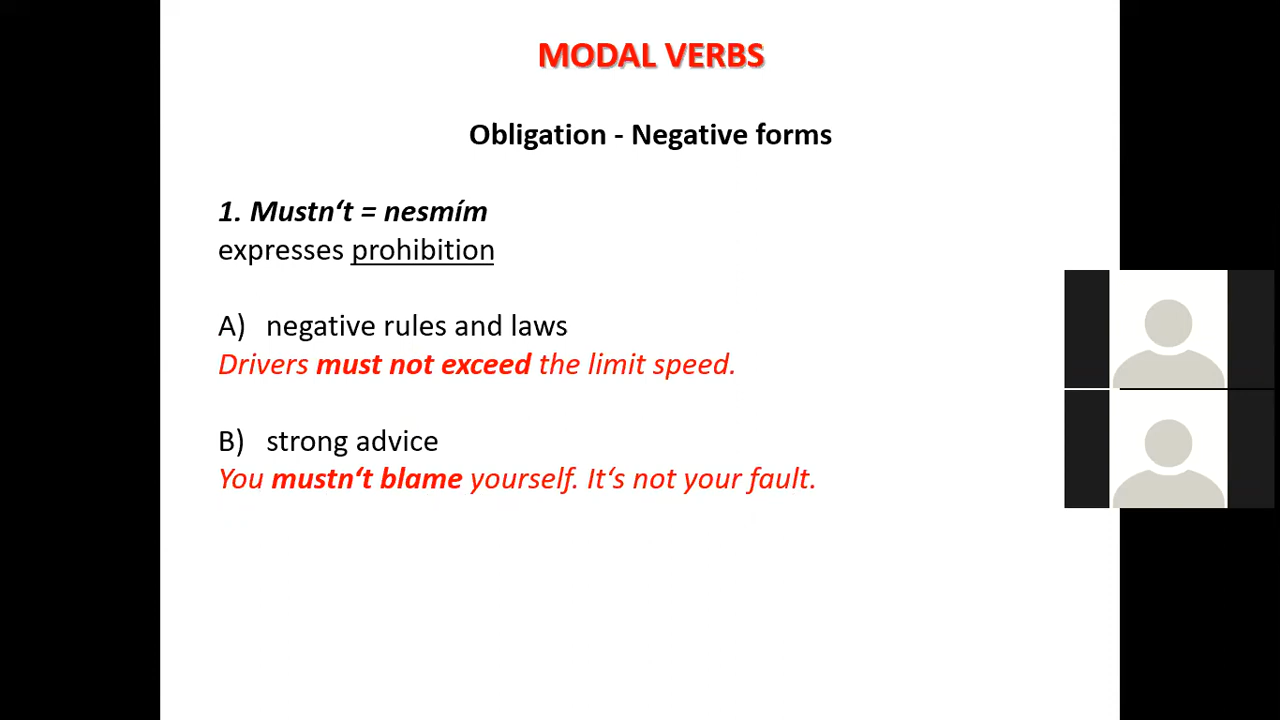 MODAL VERBS
Obligation - Negative forms
1. Mustn‘t = nesmím
expresses prohibition
A) negative rules and laws
Drivers must not exceed the limit speed.
B) strong advice
You mustn‘t blame yourself. It‘s not your fault.